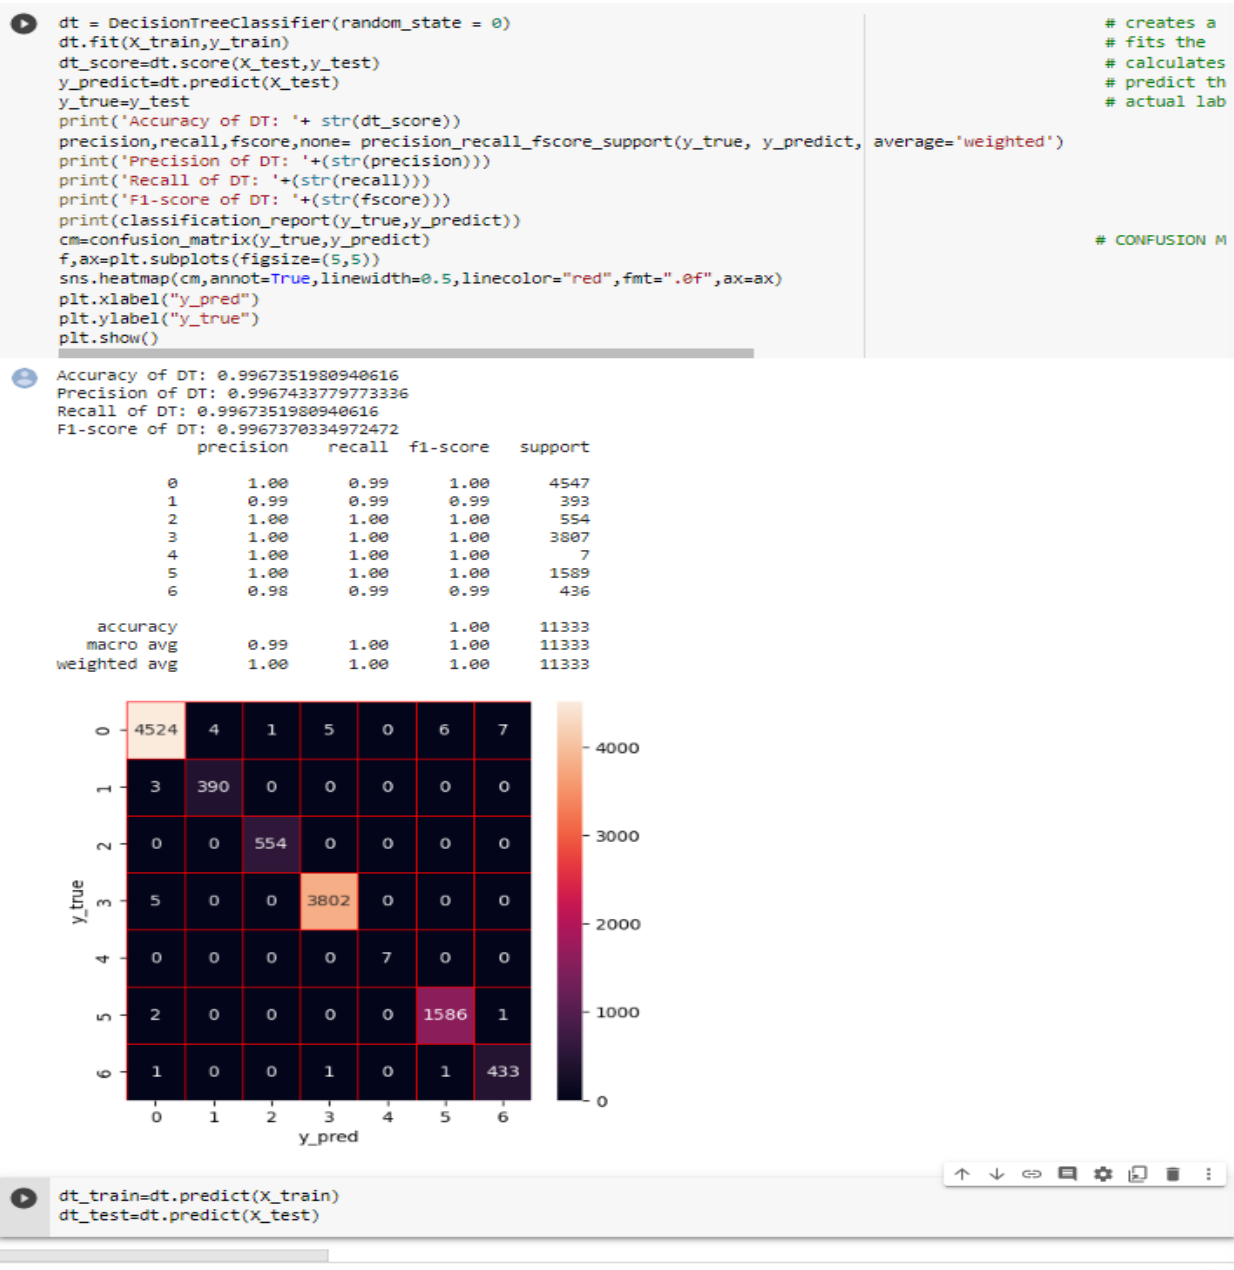 dt = DecisionTreeClassifier(random_state = 0) # creates a
dt.fit(X_train,y_train) # fits the
dt_score=dt.score(X_test,y_test) # calculates
y_predict=dt.predict(X_test) # predict th
y_true=y_test # actual lab
print('Accuracy of DT: '+ str(dt_score))
precision,recall,fscore,none= precision_recall_fscore_support(y_true, y_predict, average='weighted')
print('Precision of DT: '+(str(precision)))
print('Recall of DT: '+(str(recall)))
print('F1-score of DT: '+(str(fscore)))
print(classification_report(y_true,y_predict))
cm=confusion_matrix(y_true,y_predict) # CONFUSION M
f,ax=plt.subplots(figsize=(5,5))
sns.heatmap(cm,annot=True,linewidth=0.5,linecolor="red",fmt=".0f",ax=ax)
plt.xlabel("y_pred")
plt.ylabel("y_true")
plt.show()
Accuracy of DT: 0.9967351980940616
Precision of DT: 0.9967433779773336
Recall of DT: 0.9967351980940616
F1-score of DT: 0.9967370334972472
precision recall f1-score support
0 1.00 0.99 1.00 4547
1 0.99 0.99 0.99 393
2 1.00 1.00 1.00 554
3 1.00 1.00 1.00 3807
4 1.00 1.00 1.00 7
5 1.00 1.00 1.00 1589
6 0.98 0.99 0.99 436
accuracy 1.00 11333
macro avg 0.99 1.00 1.00 11333
weighted avg 1.00 1.00 1.00 11333
0 4524 4 1 5 0 6 7
1 3 390 0 0 0 0 0
2 0 0 554 0 0 0 0
3 5 0 0 3802 0 0 0
4 0 0 0 0 7 0 0
5 2 0 0 0 0 1586 1
6 1 0 0 1 0 1 433
0 1 2 3 4 5 6
y_pred
y_true
4000
3000
2000
1000
0
dt_train=dt.predict(X_train)
dt_test=dt.predict(X_test)